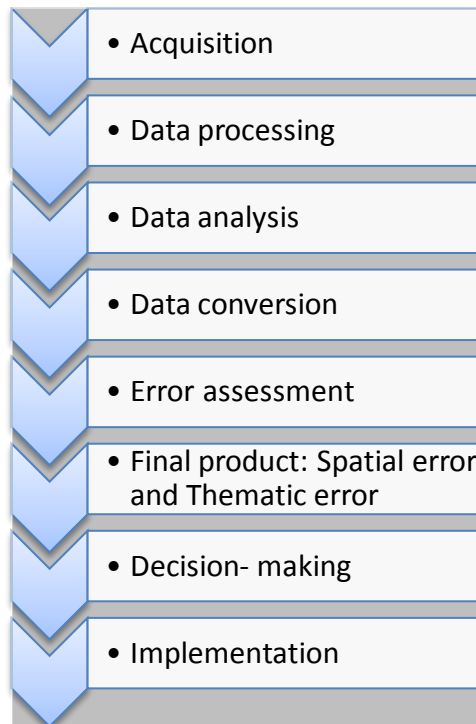 • Acquisition
• Data processing
• Data analysis
• Data conversion
• Error assessment
• Final product: Spatial error
and Thematic error
• Decision- making
• Implementation